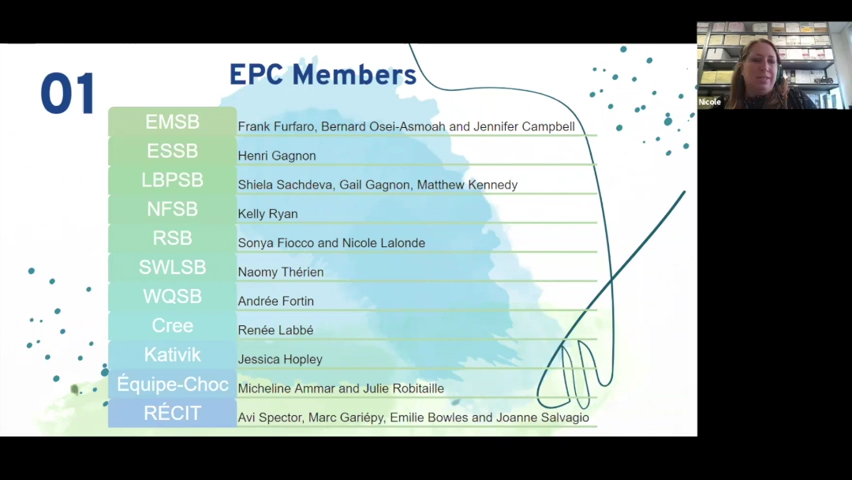 01
EPC Members
EMSB Frank Furfaro, Bernard Osei-Asmoah and Jennifer Campbell
ESSB Henri Gagnon
LBPSB Shiela Sachdeva, Gail Gagnon, Matthew Kennedy
NFSB Kelly Ryan
RSB Sonya Fiocco and Nicole Lalonde
SWLSB Naomy Thérien
WQSB Andrée Fortin
Cree Renée Labbé
Kativik Jessica Hopley
Équipe-Choc Micheline Ammar and Julie Robitaille
RÉCIT Avi Spector, Marc Gariépy, Emilie Bowles and Joanne Salvagio
Nicole